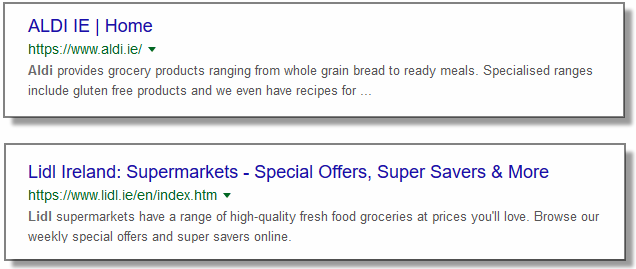 ALDI IE | Home
https://www.aldi.ie/
Aldi provides grocery products ranging from whole grain bread to ready meals. Specialised ranges
include gluten free products and we even have recipes for ...
Lidl Ireland: Supermarkets - Special Offers, Super Savers & More
https://www.lidl.ie/en/index.htm
Lidl supermarkets have a range of high-quality fresh food groceries at prices you'll love. Browse our
weekly special offers and super savers online.